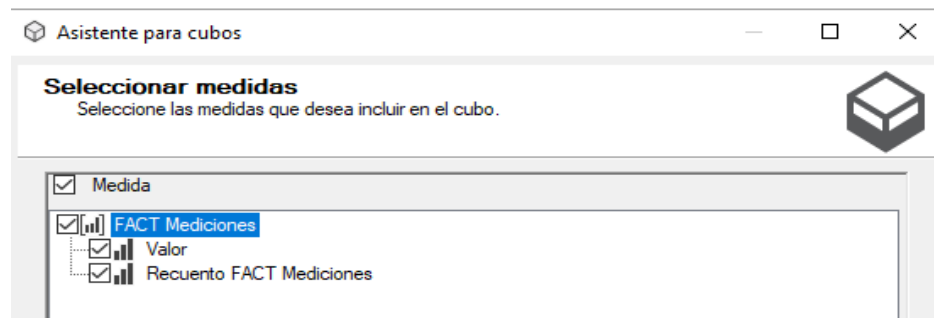 Asistente para cubos
Seleccionar medidas
Seleccione las medidas que desea incluir en el cubo.
Medida
FACT Mediciones
Valor
Recuento FACT Mediciones